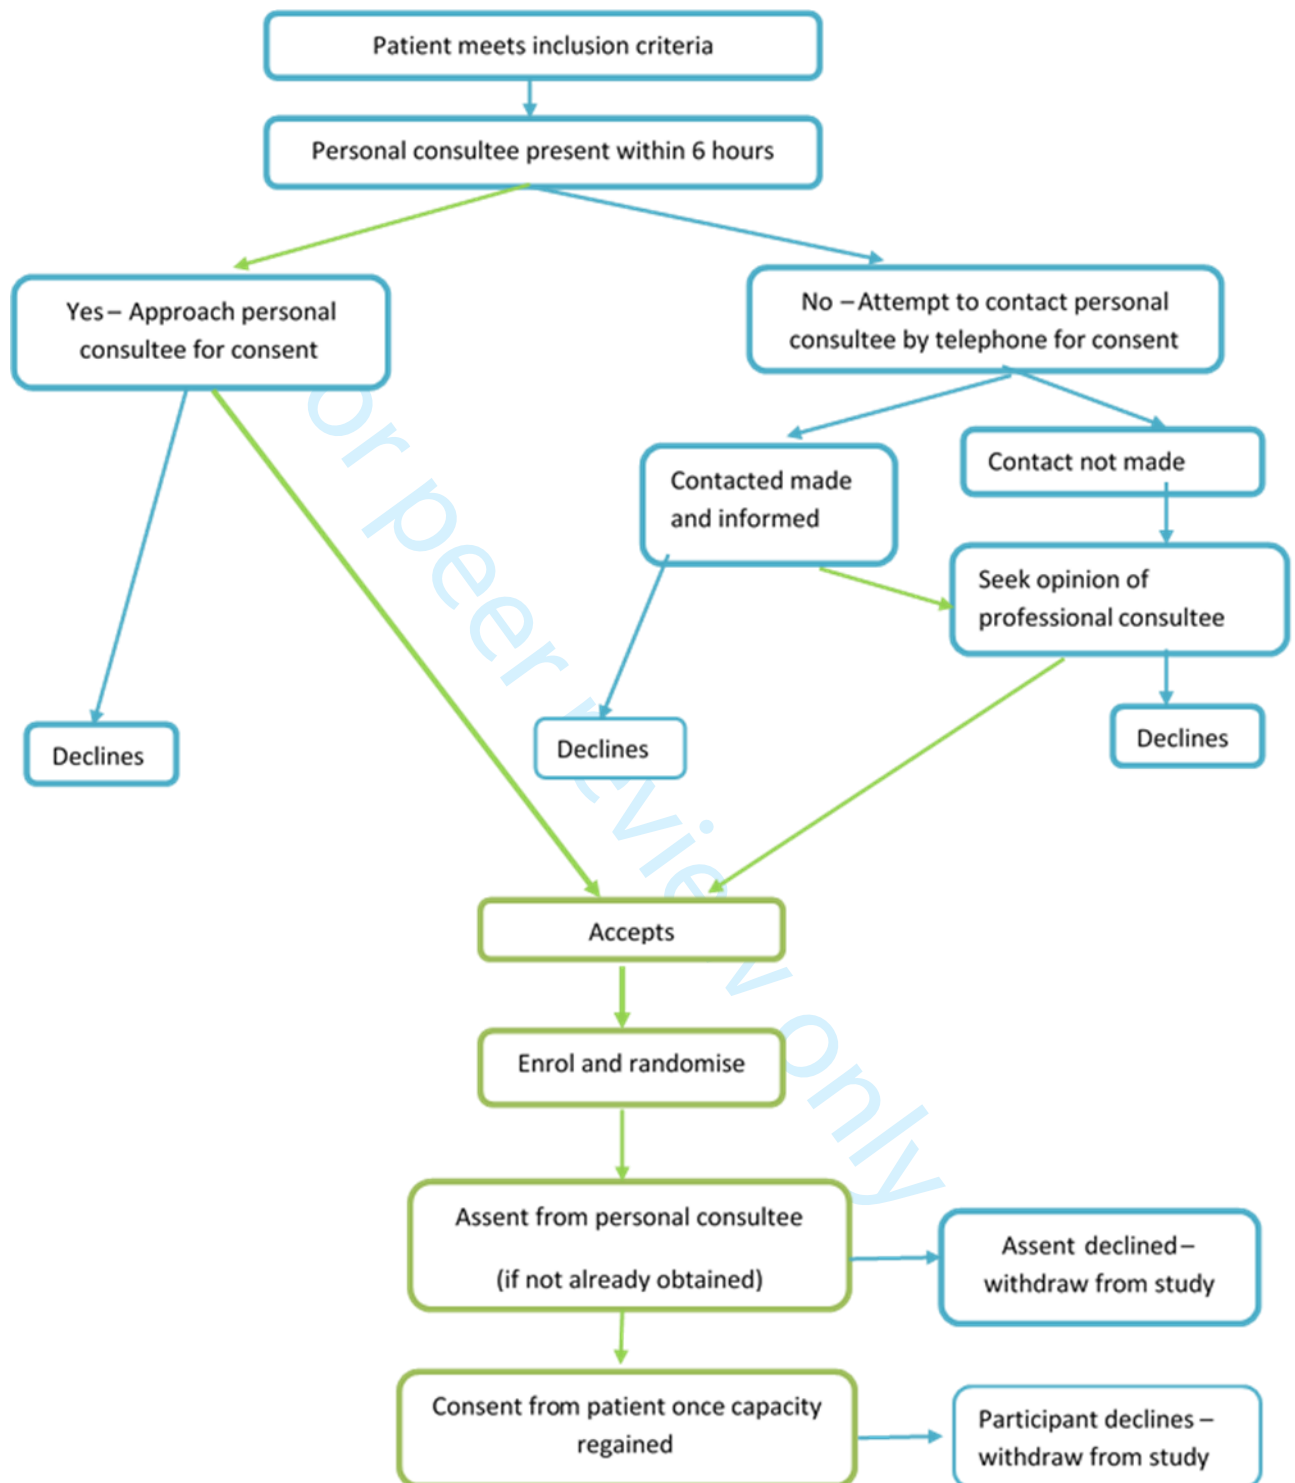 Patient meets inclusion criteria
Personal consultee present within 6 hours
Yes – Approach personal
consultee for consent
No – Attempt to contact personal
consultee by telephone for consent
Contacted made
and informed
Contact not made
Seek opinion of
professional consultee
Declines
Declines
Declines
Accepts
Enrol and randomise
Assent from personal consultee
(if not already obtained)
Assent declined –
withdraw from study
Consent from patient once capacity
regained
Participant declines –
withdraw from study
or peer review only